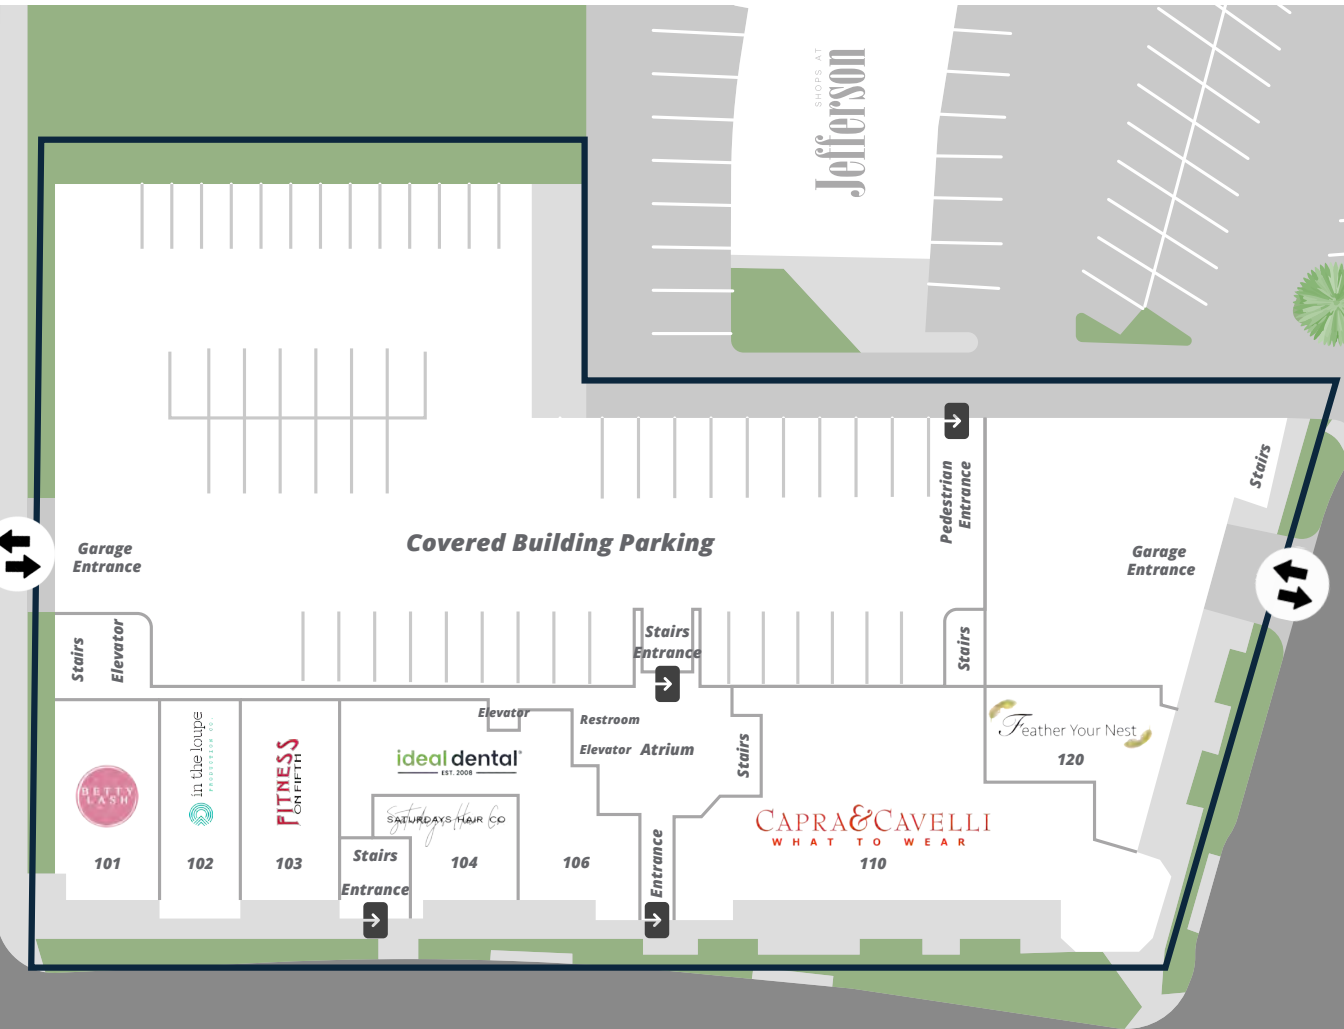 SHOPS AT
Jefferson
Stairs
Pedestrian
Entrance
Covered Building Parking
Garage
Entrance
Garage
Entrance
Stairs
Elevator
Stairs
Entrance
Stairs
Elevator
Restroom
Elevator
Atrium
Stairs
Feather Your Nest
120
in the loupe
PRODUCTION CO.
FITNESS
ON FIFTH
ideal dental
EST. 2008
BETTY
LASH
SATURDAYS HAIR CO
CAPRA&CAVELLI
WHAT TO WEAR
101
102
103
Stairs
Entrance
104
106
Entrance
110